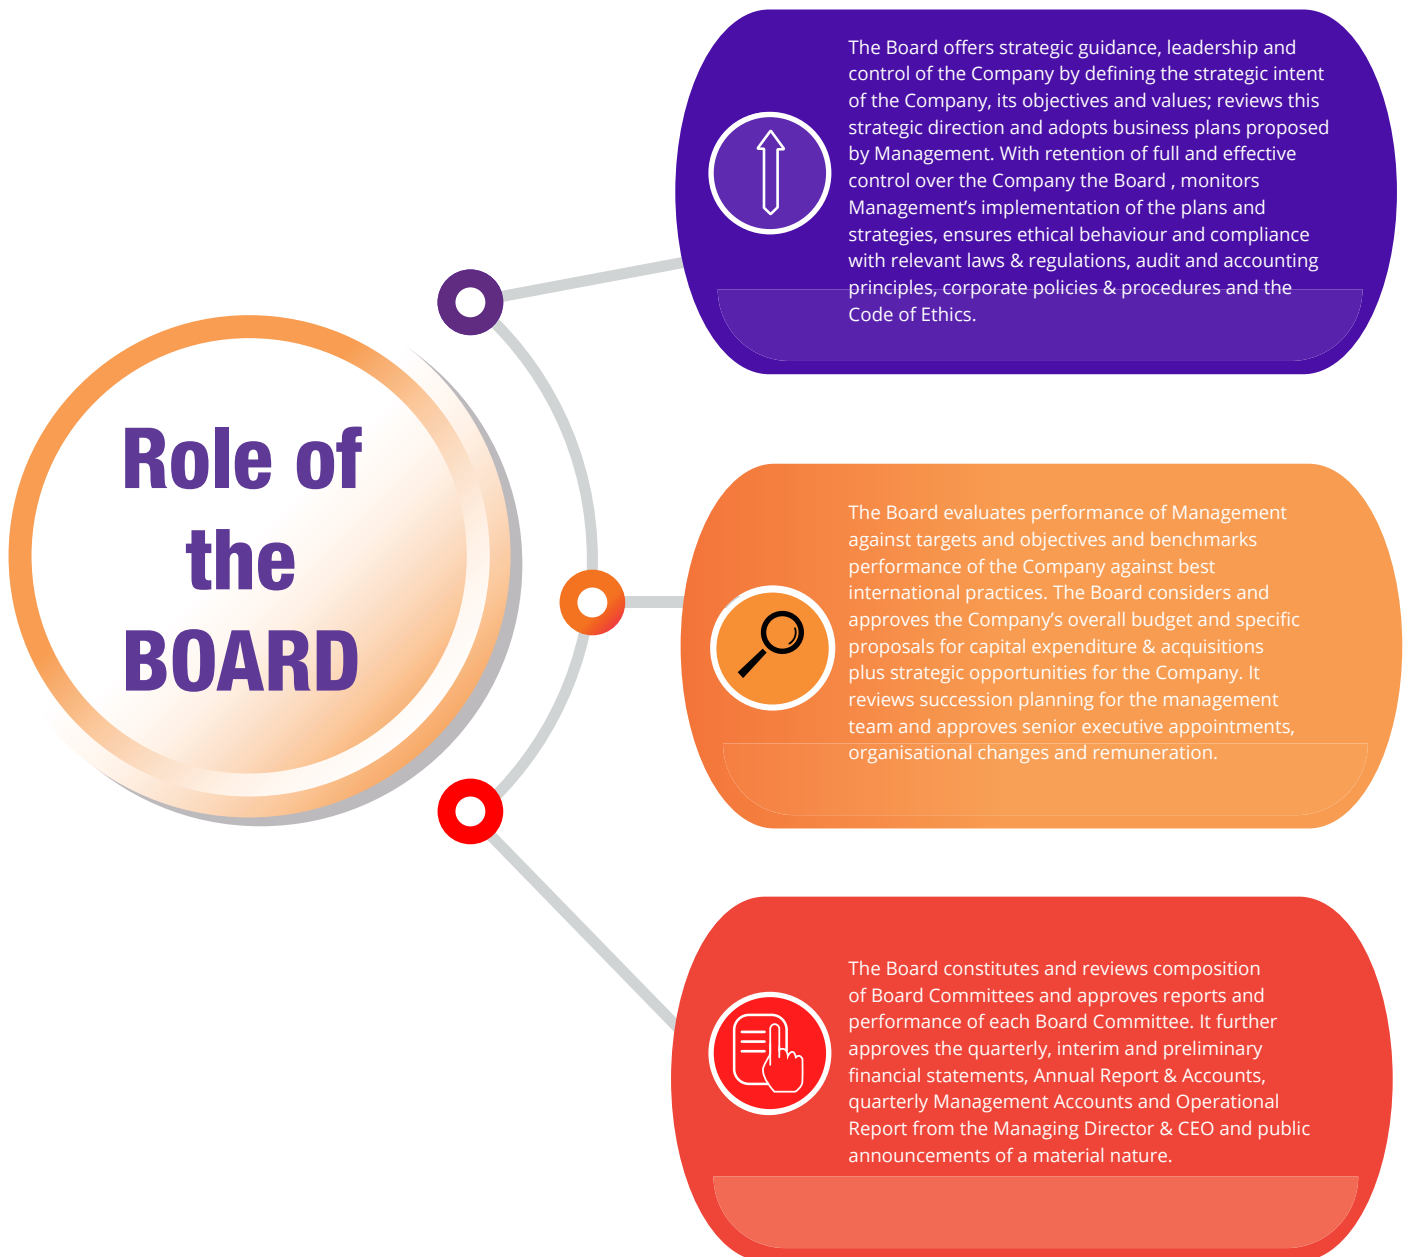 Role of
the
BOARD
The Board offers strategic guidance, leadership and
control of the Company by defining the strategic intent
of the Company, its objectives and values; reviews this
strategic direction and adopts business plans proposed
by Management. With retention of full and effective
control over the Company the Board , monitors
Management’s implementation of the plans and
strategies, ensures ethical behaviour and compliance
with relevant laws & regulations, audit and accounting
principles, corporate policies & procedures and the
Code of Ethics.
The Board evaluates performance of Management
against targets and objectives and benchmarks
performance of the Company against best
international practices. The Board considers and
approves the Company’s overall budget and specific
proposals for capital expenditure & acquisitions
plus strategic opportunities for the Company. It
reviews succession planning for the management
team and approves senior executive appointments,
organisational changes and remuneration.
The Board constitutes and reviews composition
of Board Committees and approves reports and
performance of each Board Committee. It further
approves the quarterly, interim and preliminary
financial statements, Annual Report & Accounts,
quarterly Management Accounts and Operational
Report from the Managing Director & CEO and public
announcements of a material nature.